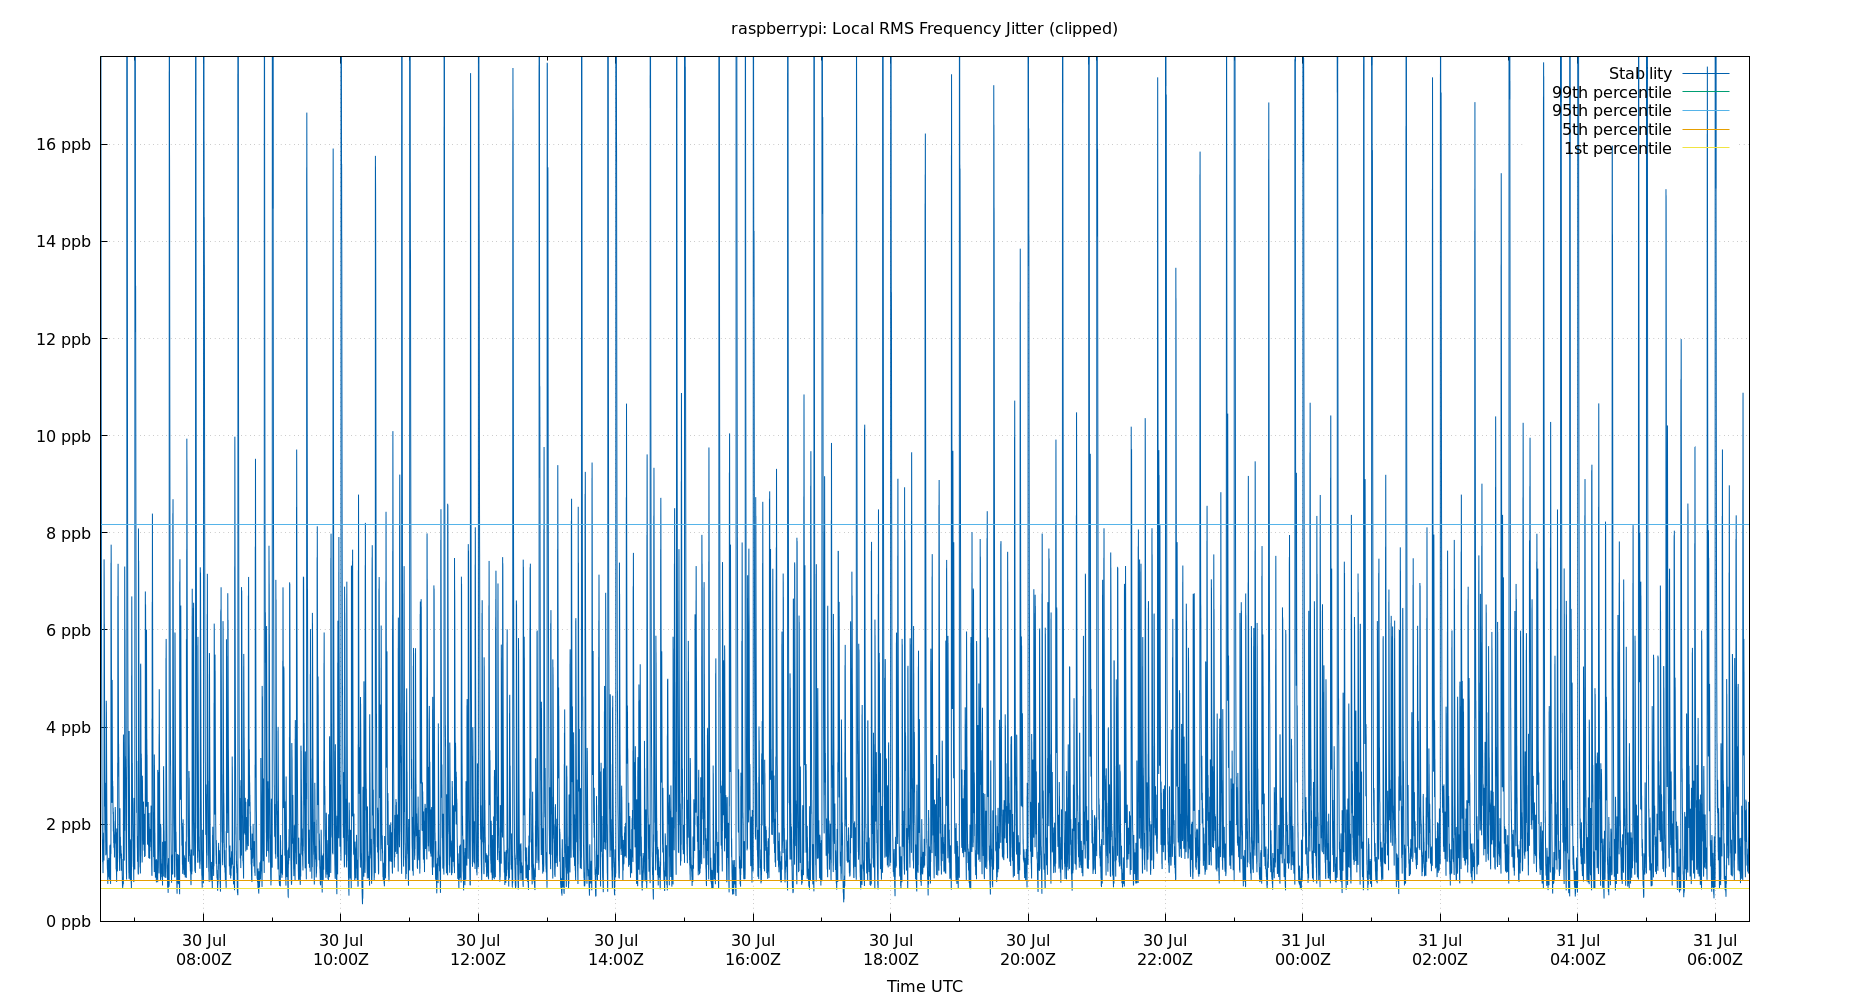 raspberrypi: Local RMS Frequency Jitter (clipped)
Stability
99th percentile
95th percentile
5th percentile
1st percentile
16 ppb
14 ppb
12 ppb
10 ppb
8 ppb
6 ppb
4 ppb
2 ppb
0 ppb
30 Jul 30 Jul 30 Jul 30 Jul 30 Jul 30 Jul 30 Jul 30 Jul 31 Jul 31 Jul 31 Jul 31 Jul
08:00Z 10:00Z 12:00Z 14:00Z 16:00Z 18:00Z 20:00Z 22:00Z 00:00Z 02:00Z 04:00Z 06:00Z
Time UTC